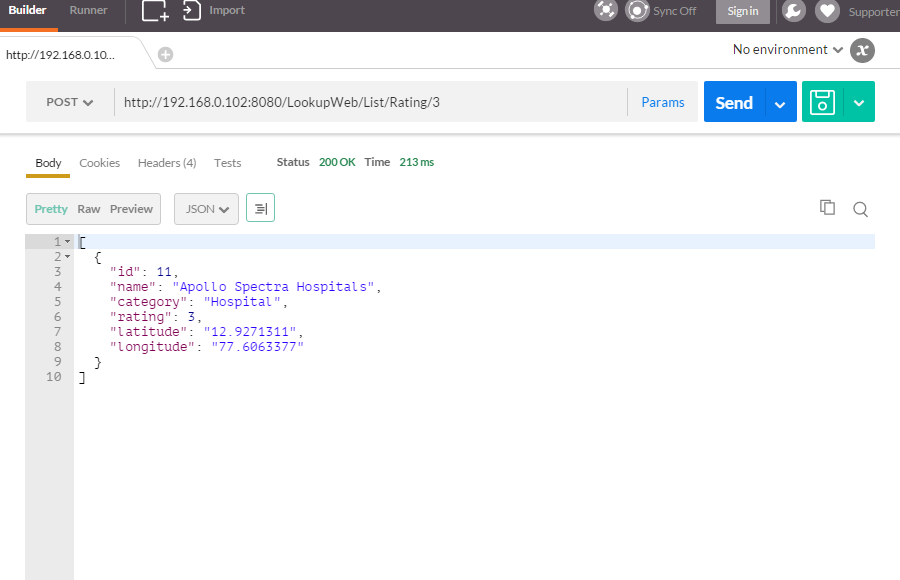 Builder Runner Import Sync Off Sign in Supporter
http://192.168.0.10... No environment
POST http://192.168.0.102:8080/LookupWeb/List/Rating/3 Params Send
Body Cookies Headers (4) Tests Status 200 OK Time 213 ms
Pretty Raw Preview JSON
1 [
2 {
3 "id": 11,
4 "name": "Apollo Spectra Hospitals",
5 "category": "Hospital",
6 "rating": 3,
7 "latitude": "12.9271311",
8 "longitude": "77.6063377"
9 }
10 ]